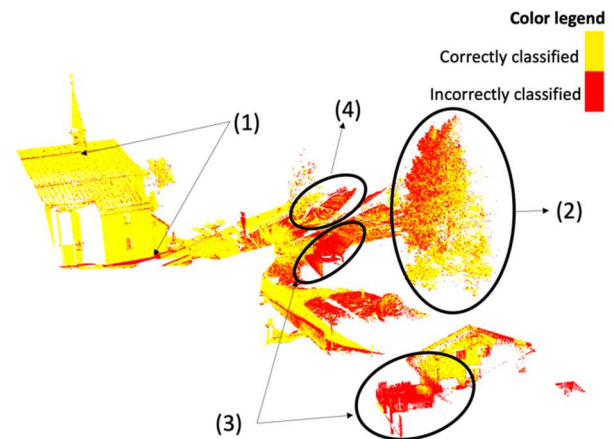 Color legend
Correctly classified
Incorrectly classified
(1)
(4)
(2)
(3)